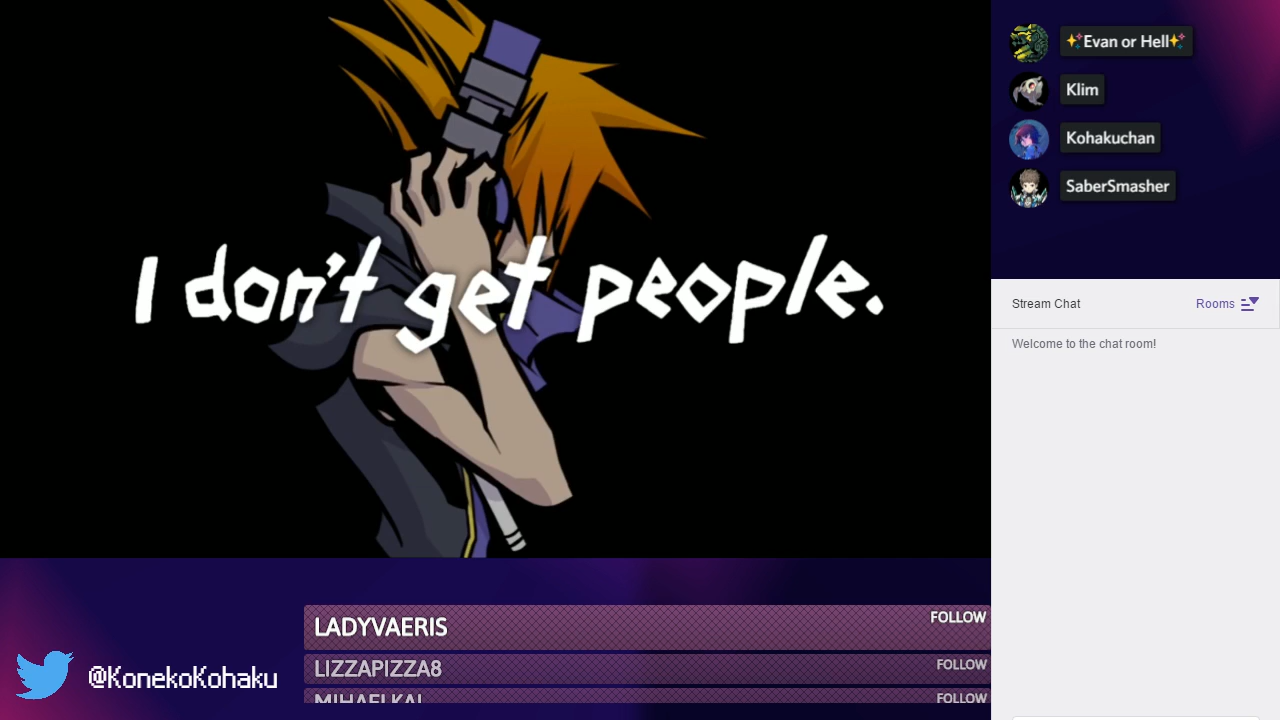 I don't get people.
✨Evan or Hell✨
Klim
Kohakuchan
SaberSmasher
Stream Chat
Rooms
Welcome to the chat room!
LADYVAERIS FOLLOW
LIZZAPIZZA8 FOLLOW
MIHAELKAL FOLLOW
@KonekoKohaku